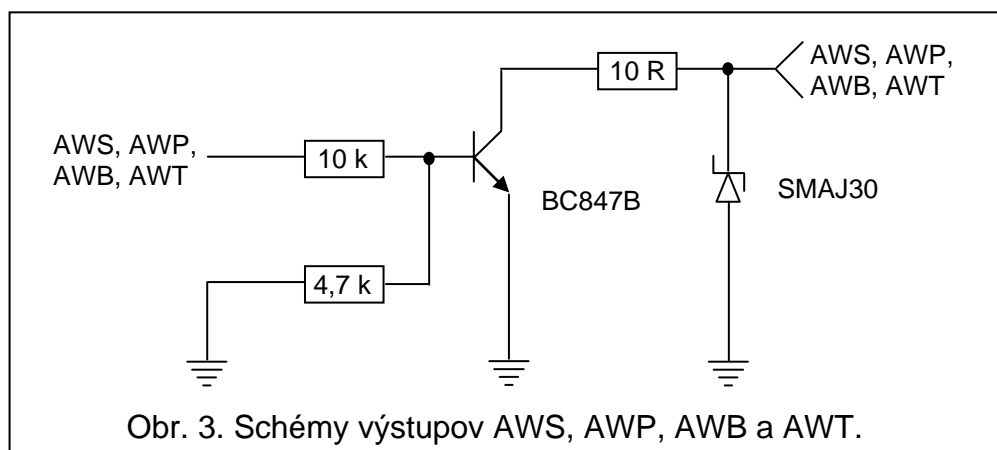 AWS, AWP,
AWB, AWT
10 k
4,7 k
BC847B
10 R
AWS, AWP,
AWB, AWT
SMAJ30
Obr. 3. Schémy výstupov AWS, AWP, AWB a AWT.